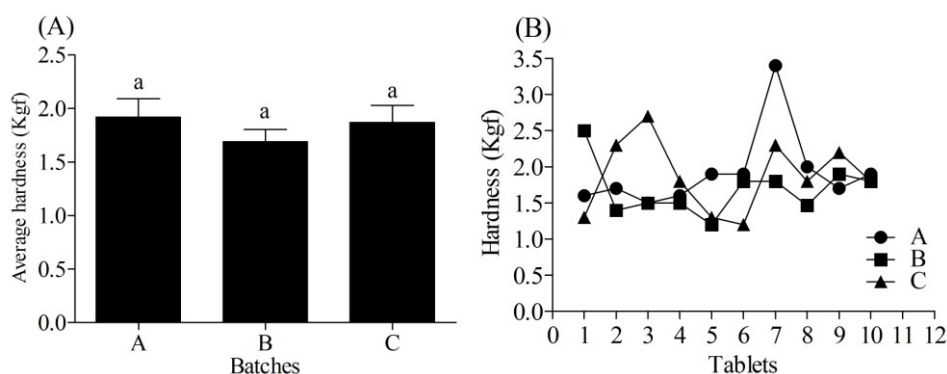 (A)
2.5
2.0
1.5
1.0
0.5
0.0
Average hardness (Kgf)
a
a
a
A B C
Batches
(B)
3.5
3.0
2.5
2.0
1.5
1.0
0.5
0.0
Hardness (Kgf)
A
B
C
0 1 2 3 4 5 6 7 8 9 10 11 12
Tablets